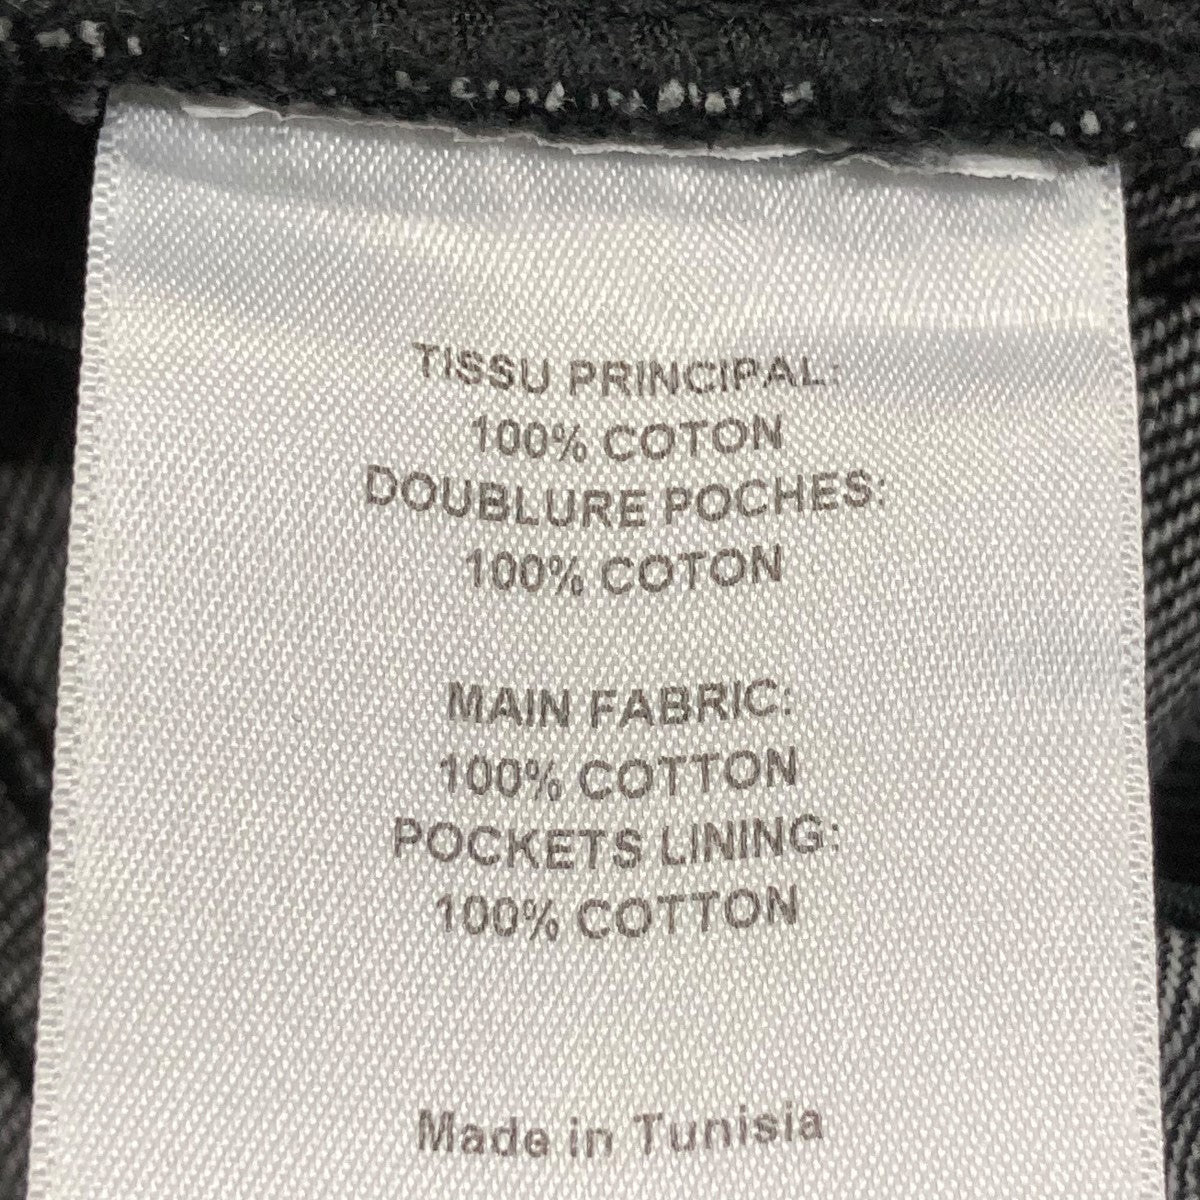 TISSU PRINCIPAL:
100% COTON
DOUBLURE POCHES:
100% COTON
MAIN FABRIC:
100% COTTON
POCKETS LINING:
100% COTTON
Made in Tunisia